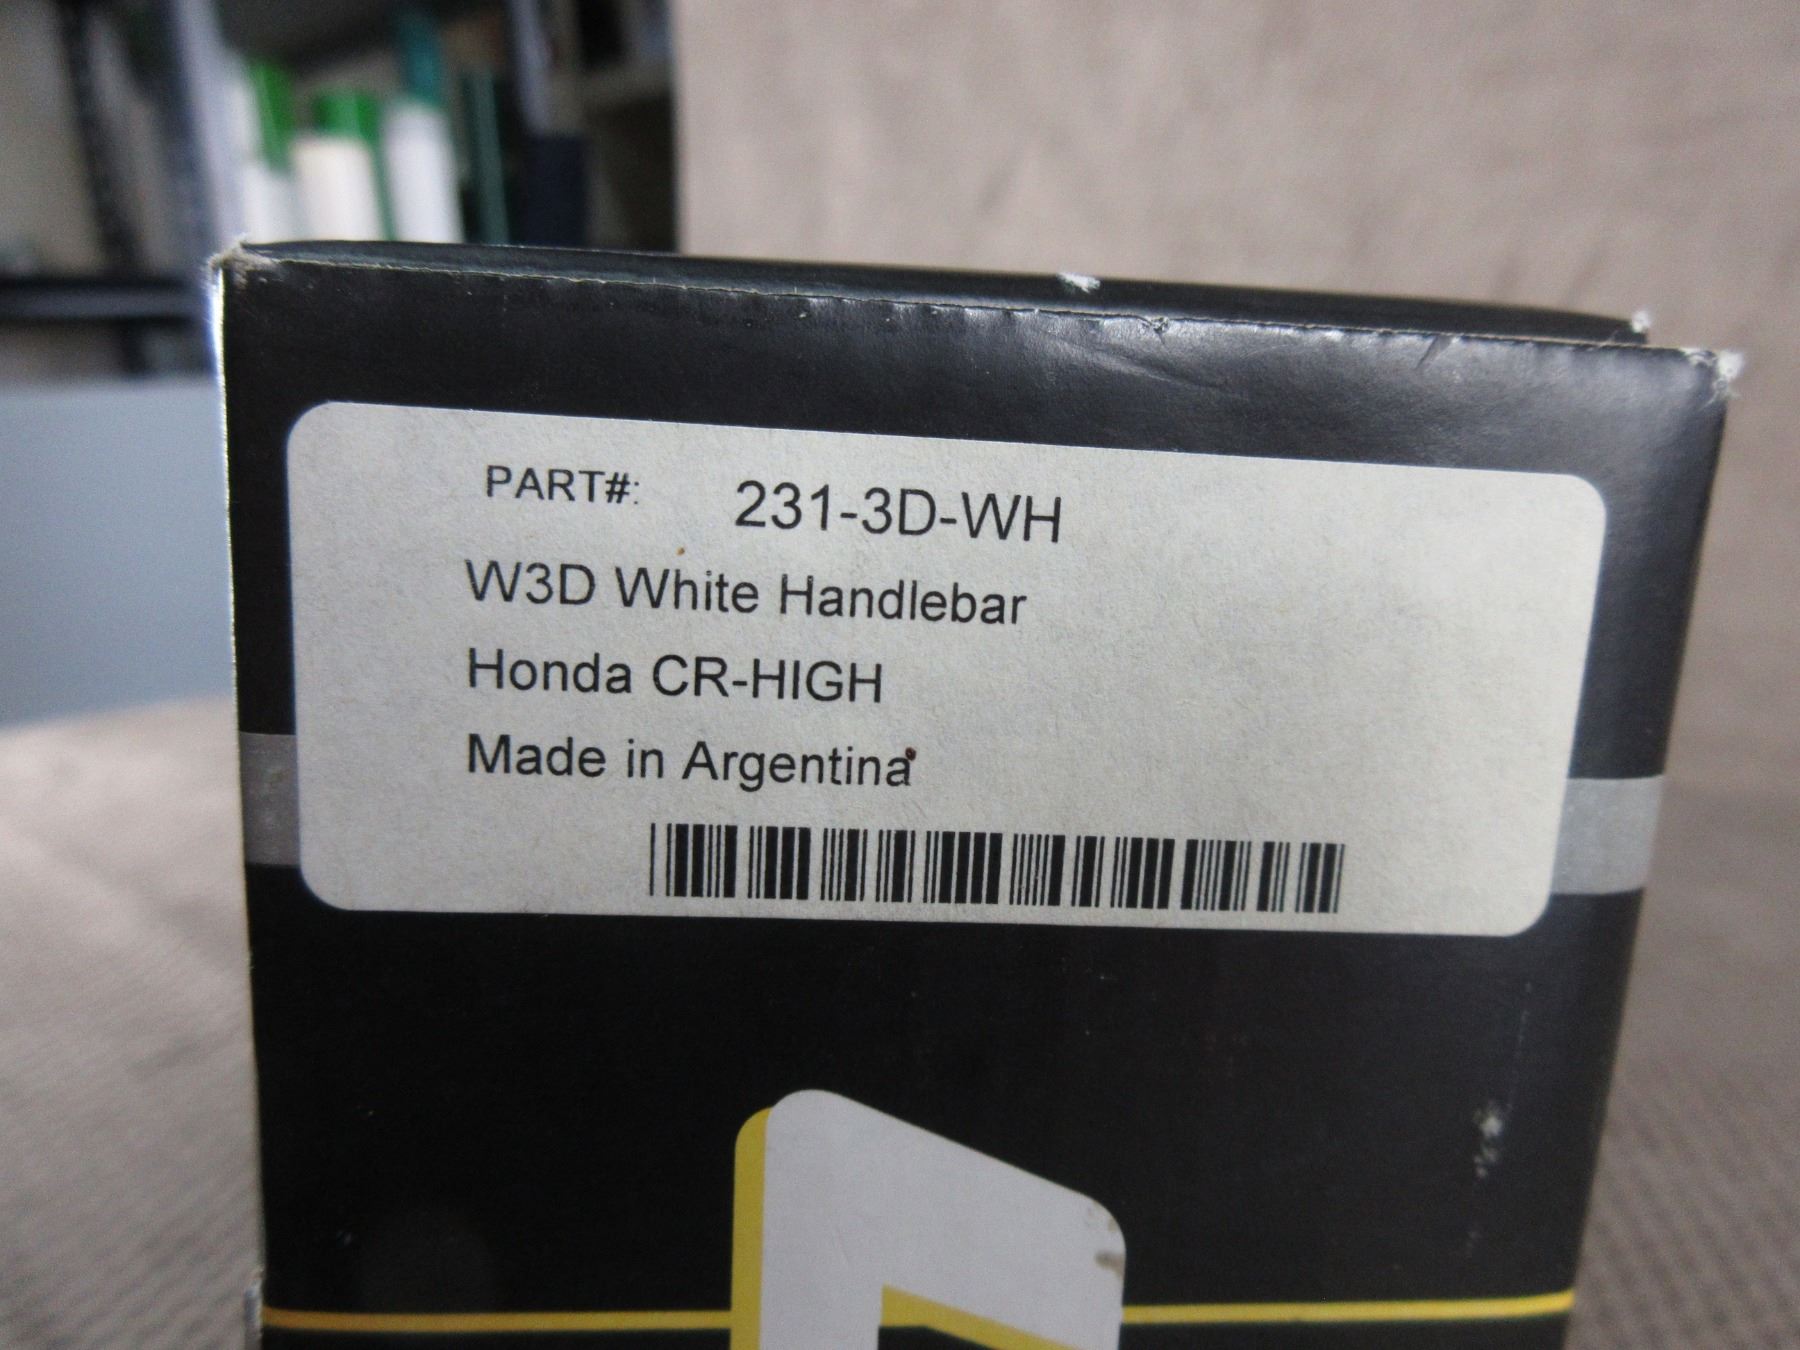 PART#: 231-3D-WH
W3D White Handlebar
Honda CR-HIGH
Made in Argentina